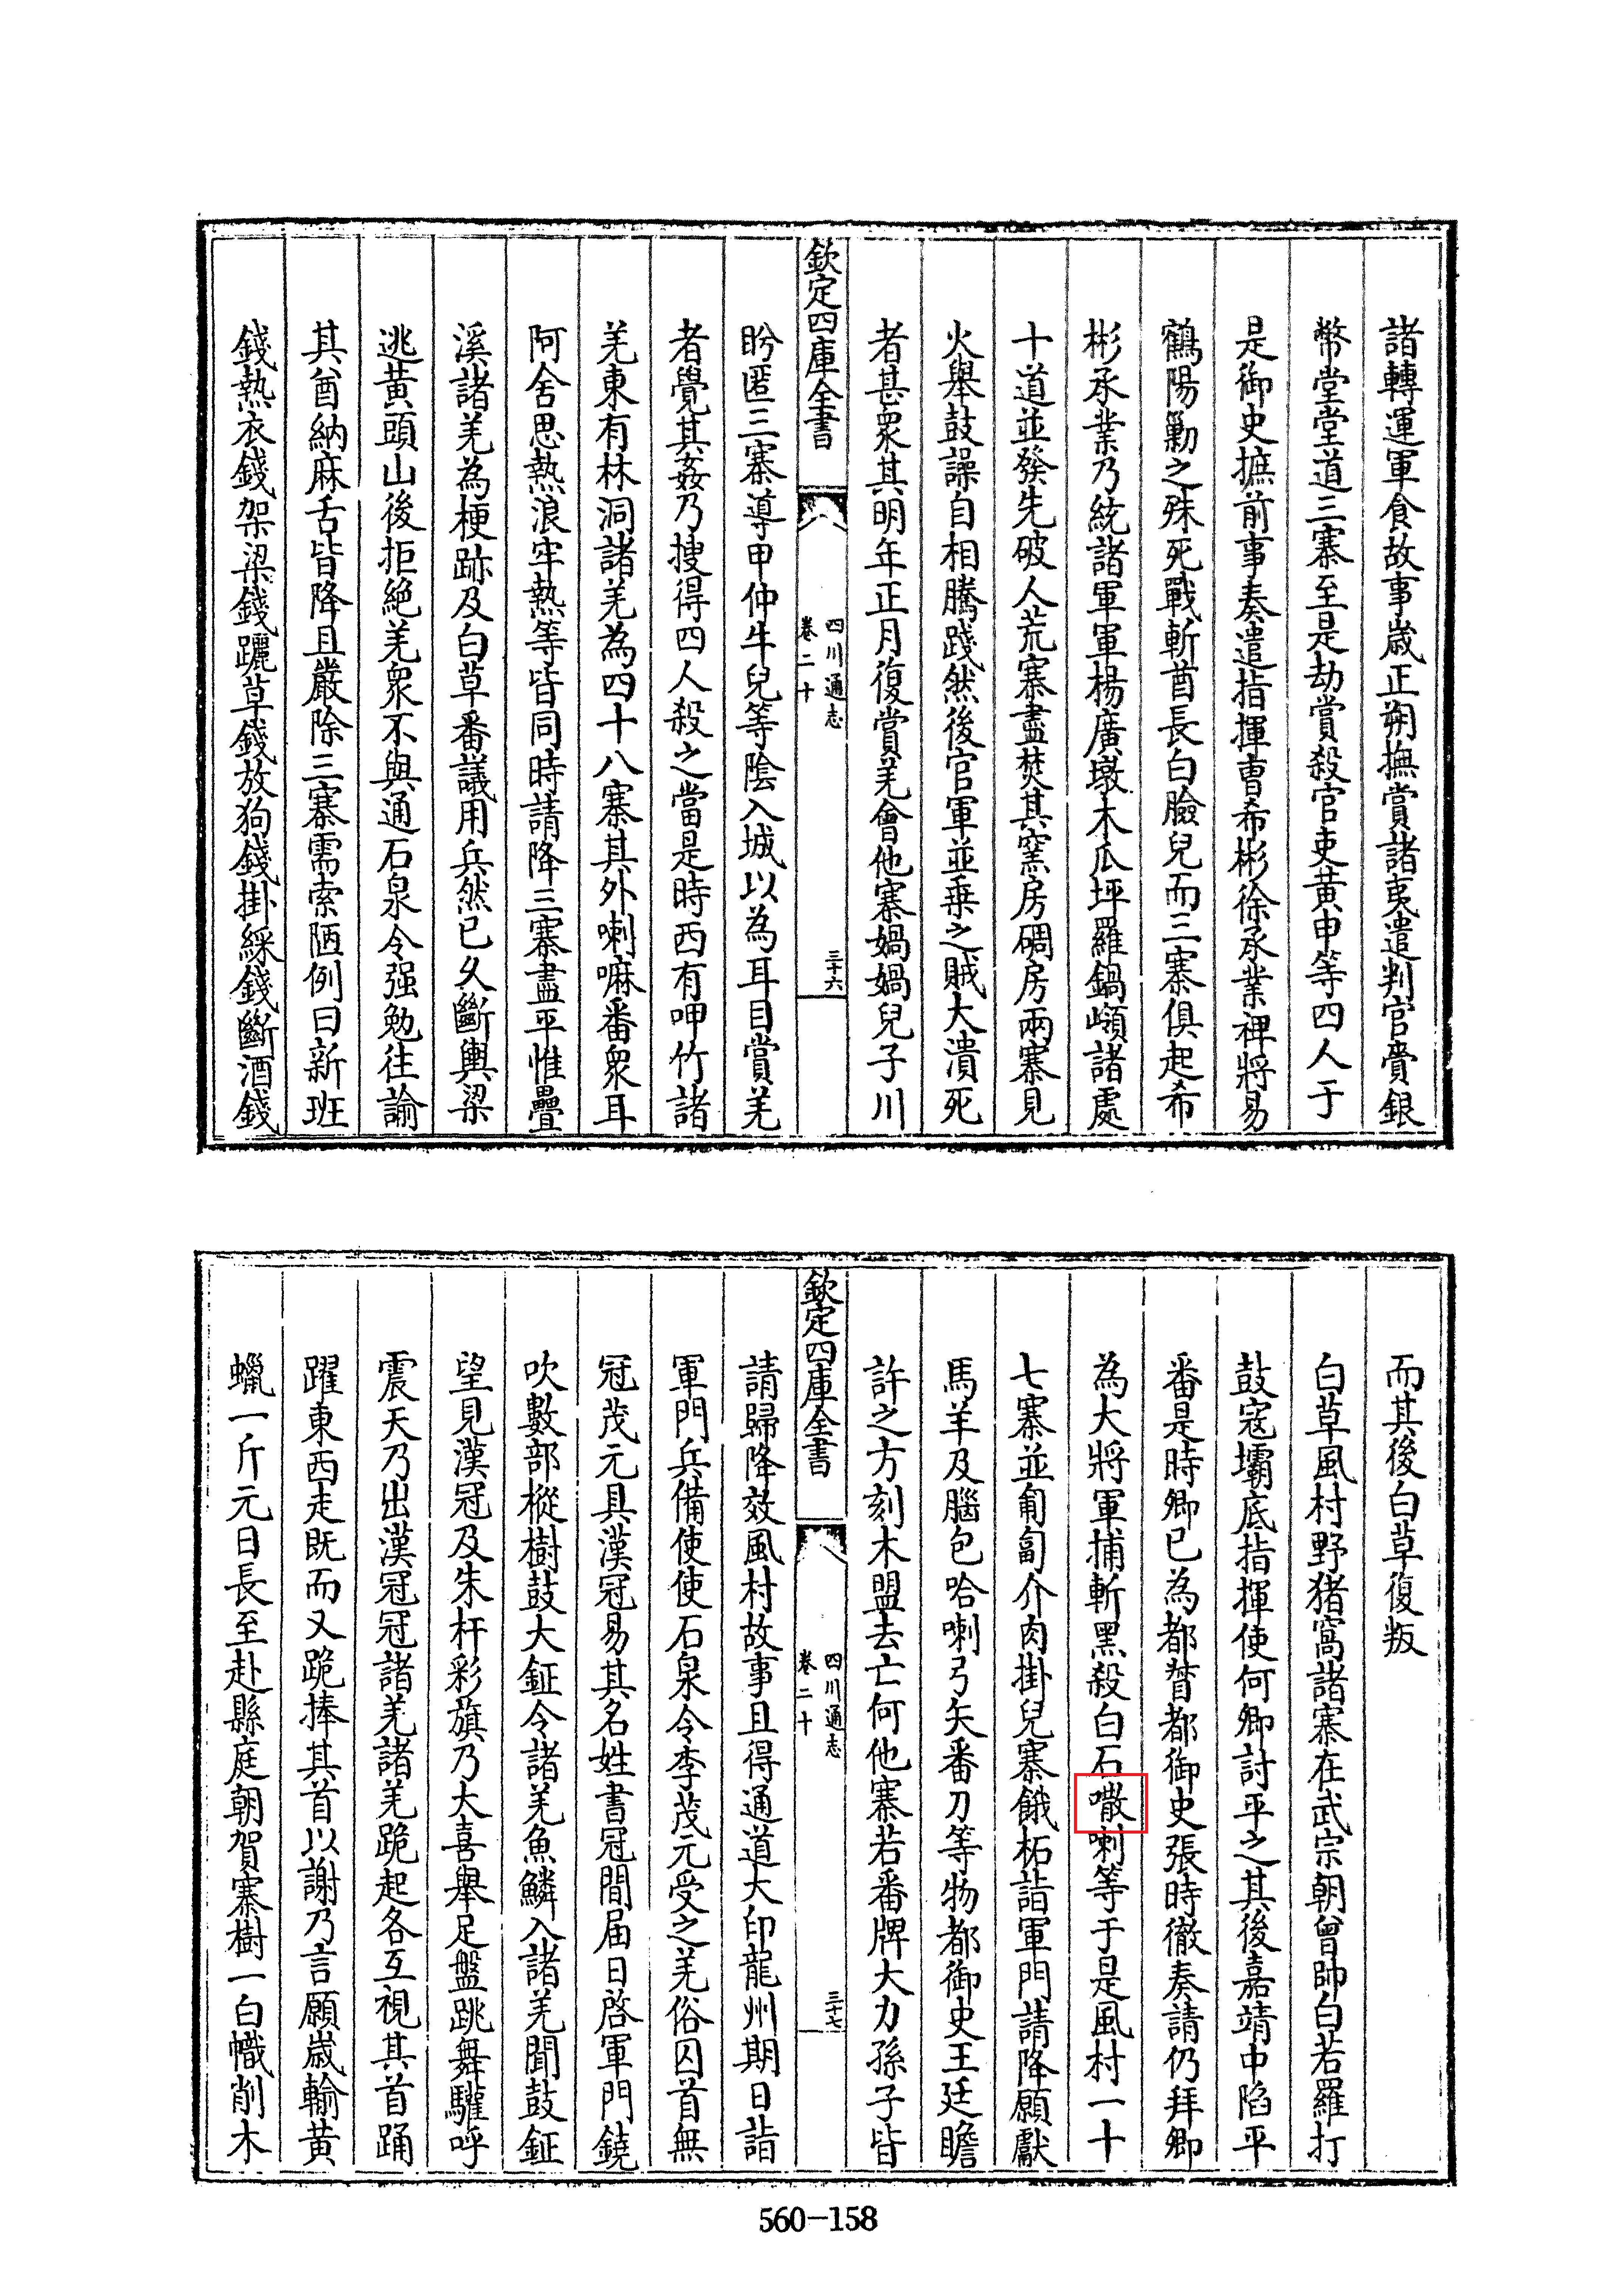 諸轉運軍食故事嵗正朔撫賞諸夷遣判官賫銀
幣堂堂道三寨至是劫賞殺官吏黄申等四人于
是御史摭前事奏遣指揮曹希彬徐承業禆將易
鶴陽勦之殊死戰斬酋長白臉兒而三寨俱起希
彬承業乃統諸軍軍楊廣墩木瓜坪羅鍋嶺諸處
十道並發先破人荒寨盡焚其窯房碉房兩寨見
火舉鼓譟自相騰踐然後官軍並乗之賊大潰死
者甚衆其明年正月復賞羌會他寨媧媧兒子川
欽定四庫全書
四川通志
卷二十
三十六
盼匿三寨導甲仲牛兒等隂入城以為耳目賞羌
者覺其姦乃搜得四人殺之當是時西有呷竹諸
羌東有林洞諸羌為四十八寨其外喇嘛番衆耳
阿舍思熱浪牢熱等皆同時請降三寨盡平惟疊
溪諸羌為梗跡及白草番議用兵然已乆斷輿梁
逃黄頭山後拒絶羌衆不與通石泉令强勉往諭
其酋納麻舌皆降且嚴除三寨需索陋例曰新班
錢熱衣錢架梁錢躧草錢放狗錢掛綵錢斷酒錢
而其後白草復叛
白草風村野猪窩諸寨在武宗朝曾帥白若羅打
鼓寇壩底指揮使何卿討平之其後嘉靖中陷平
番是時卿已為都督都御史張時徹奏請仍拜卿
為大將軍捕斬黑殺白石㘚喇等于是風村一十
七寨並匍匐介肉掛兒寨餓柘詣軍門請降願獻
馬羊及腦包哈喇弓矢番刀等物都御史王廷瞻
許之方刻木盟去亡何他寨若番牌大力孫子皆
欽定四庫全書
四川通志
卷二十
三十七
請歸降效風村故事且得通道大印龍州期日詣
軍門兵備使使石泉令李茂元受之羌俗囚首無
冠茂元具漢冠易其名姓書冠間届日啓軍門鐃
吹數部樅樹鼓大鉦令諸羌魚鱗入諸羌聞鼓鉦
望見漢冠及朱杆彩旗乃大喜舉足盤跳舞驩呼
震天乃出漢冠冠諸羌諸羌跪起各互視其首踊
躍東西走既而又跪捧其首以謝乃言願嵗輸黄
蠟一斤元日長至赴縣庭朝賀寨樹一白幟削木
560-158